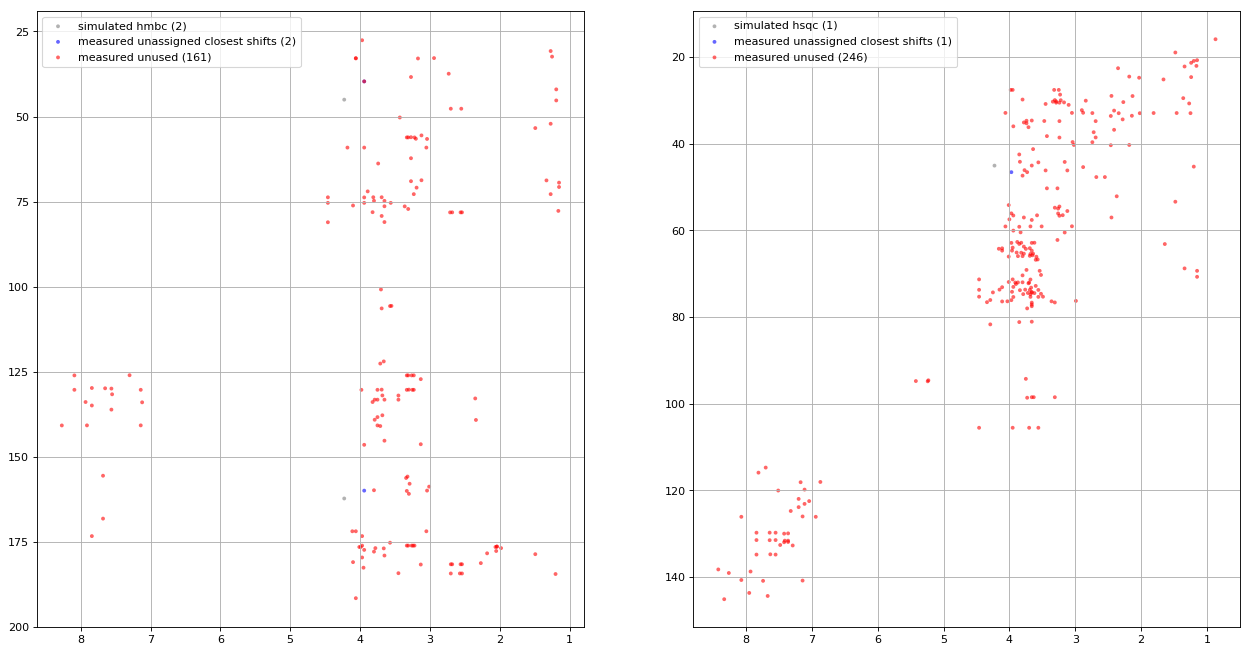 simulated hmbc (2)
measured unassigned closest shifts (2)
measured unused (161)
25
50
75
100
125
150
175
200
8 7 6 5 4 3 2 1
simulated hsqc (1)
measured unassigned closest shifts (1)
measured unused (246)
20
40
60
80
100
120
140
8 7 6 5 4 3 2 1